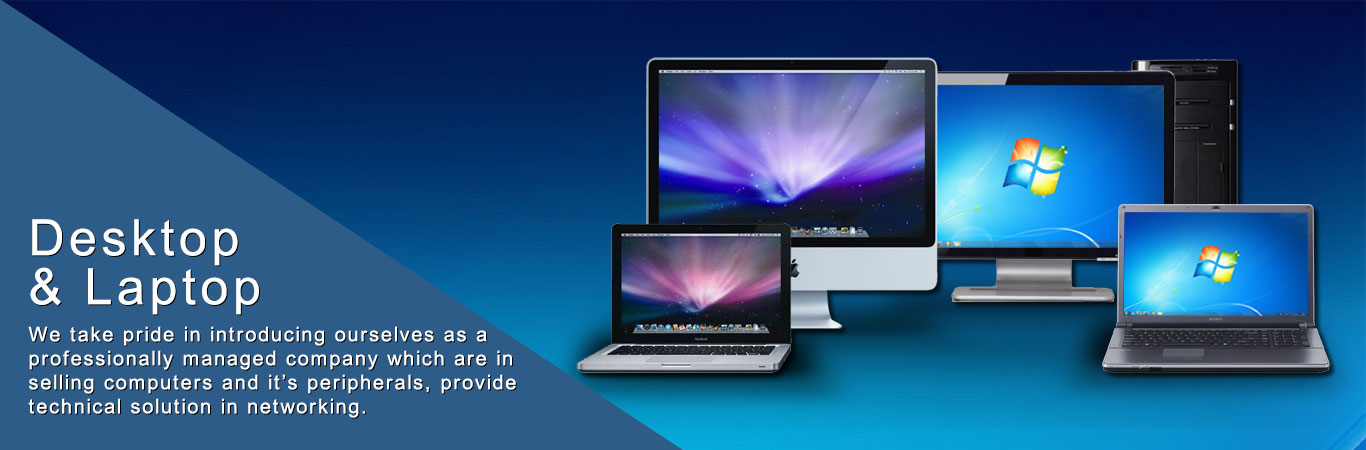 Desktop
& Laptop
We take pride in introducing ourselves as a
professionally managed company which are in
selling computers and it’s peripherals, provide
technical solution in networking.
SONY